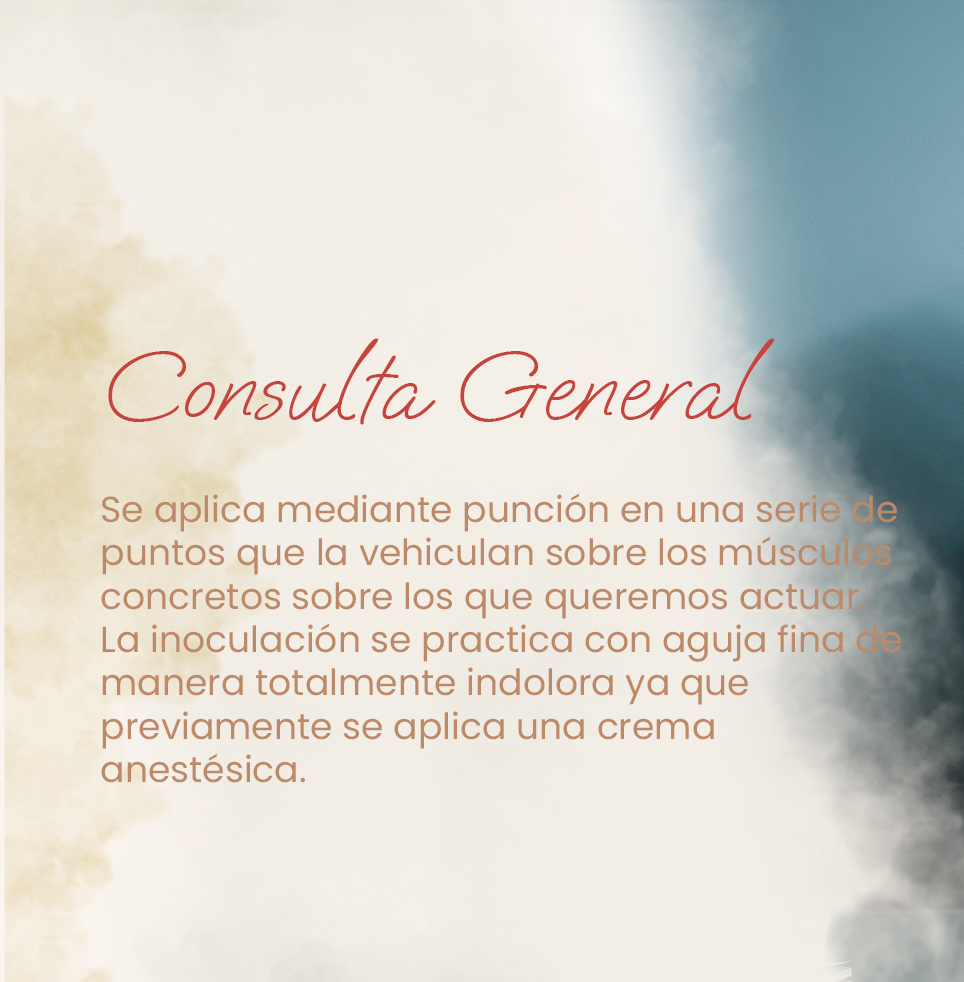 Consulta General
Se aplica mediante punción en una serie de
puntos que la vehiculan sobre los músculos
concretos sobre los que queremos actuar.
La inoculación se practica con aguja fina de
manera totalmente indolora ya que
previamente se aplica una crema
anestésica.